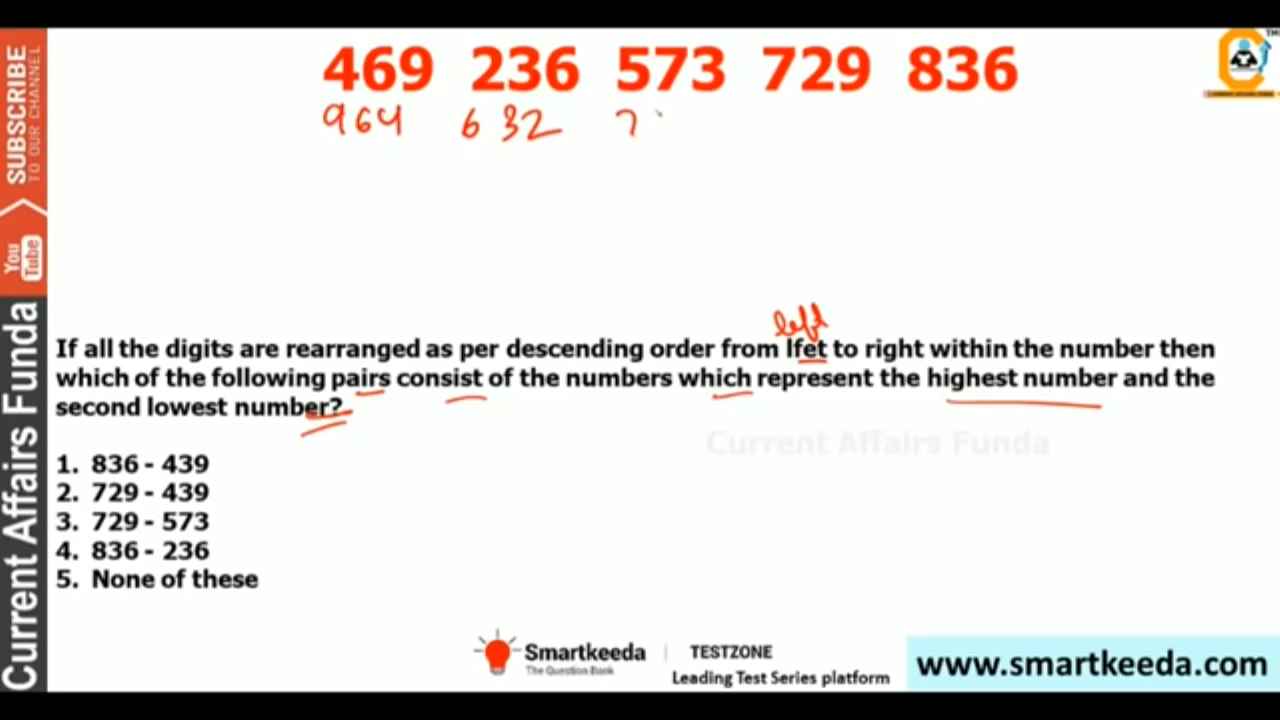 469 236 573 729 836
964 632 7
left
If all the digits are rearranged as per descending order from lfet to right within the number then
which of the following pairs consist of the numbers which represent the highest number and the
second lowest number?
Current Affairs Funda
1. 836 - 439
2. 729 - 439
3. 729 - 573
4. 836 - 236
5. None of these
SUBSCRIBE
TO OUR CHANNEL
You
Tube
Current Affairs Funda
Smartkeeda
The Question Bank
TESTZONE
Leading Test Series platform
www.smartkeeda.com